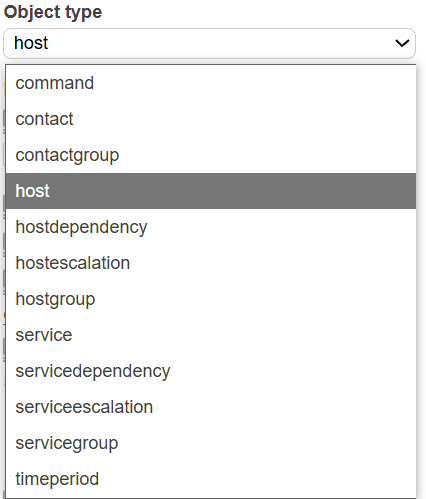 Object type
host
command
contact
contactgroup
host
hostdependency
hostescalation
hostgroup
service
servicedependency
serviceescalation
servicegroup
timeperiod